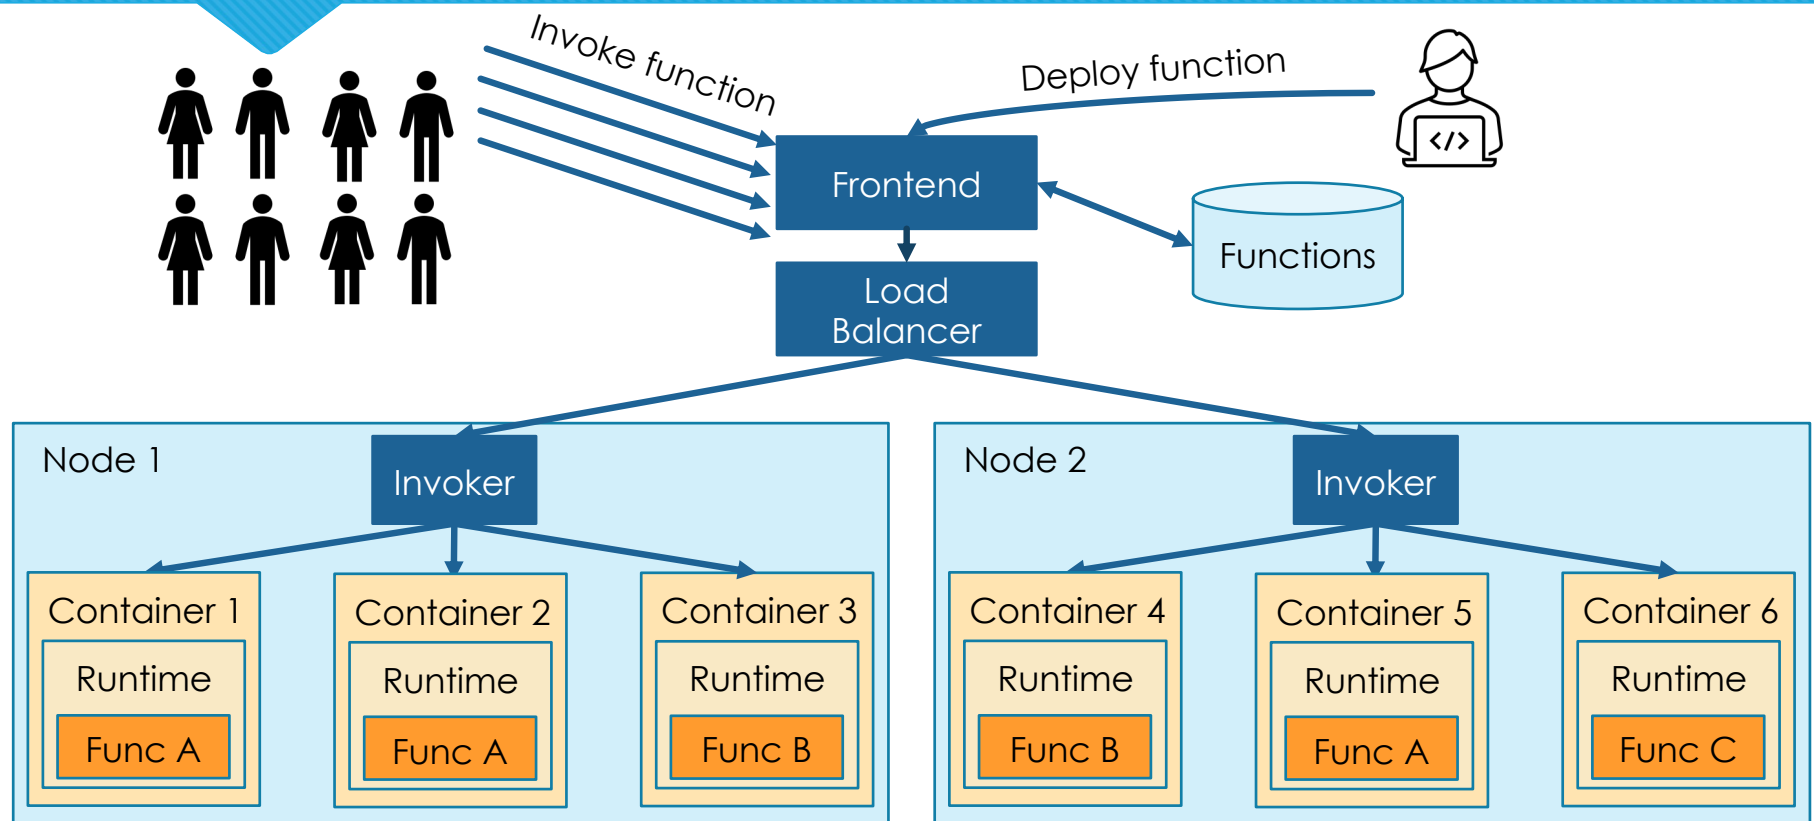 Invoke function
Deploy function
</>
Frontend
Functions
Load
Balancer
Node 1
Invoker
Node 2
Invoker
Container 1
Container 2
Container 3
Container 4
Container 5
Container 6
Runtime
Runtime
Runtime
Runtime
Runtime
Runtime
Func A
Func A
Func B
Func B
Func A
Func C